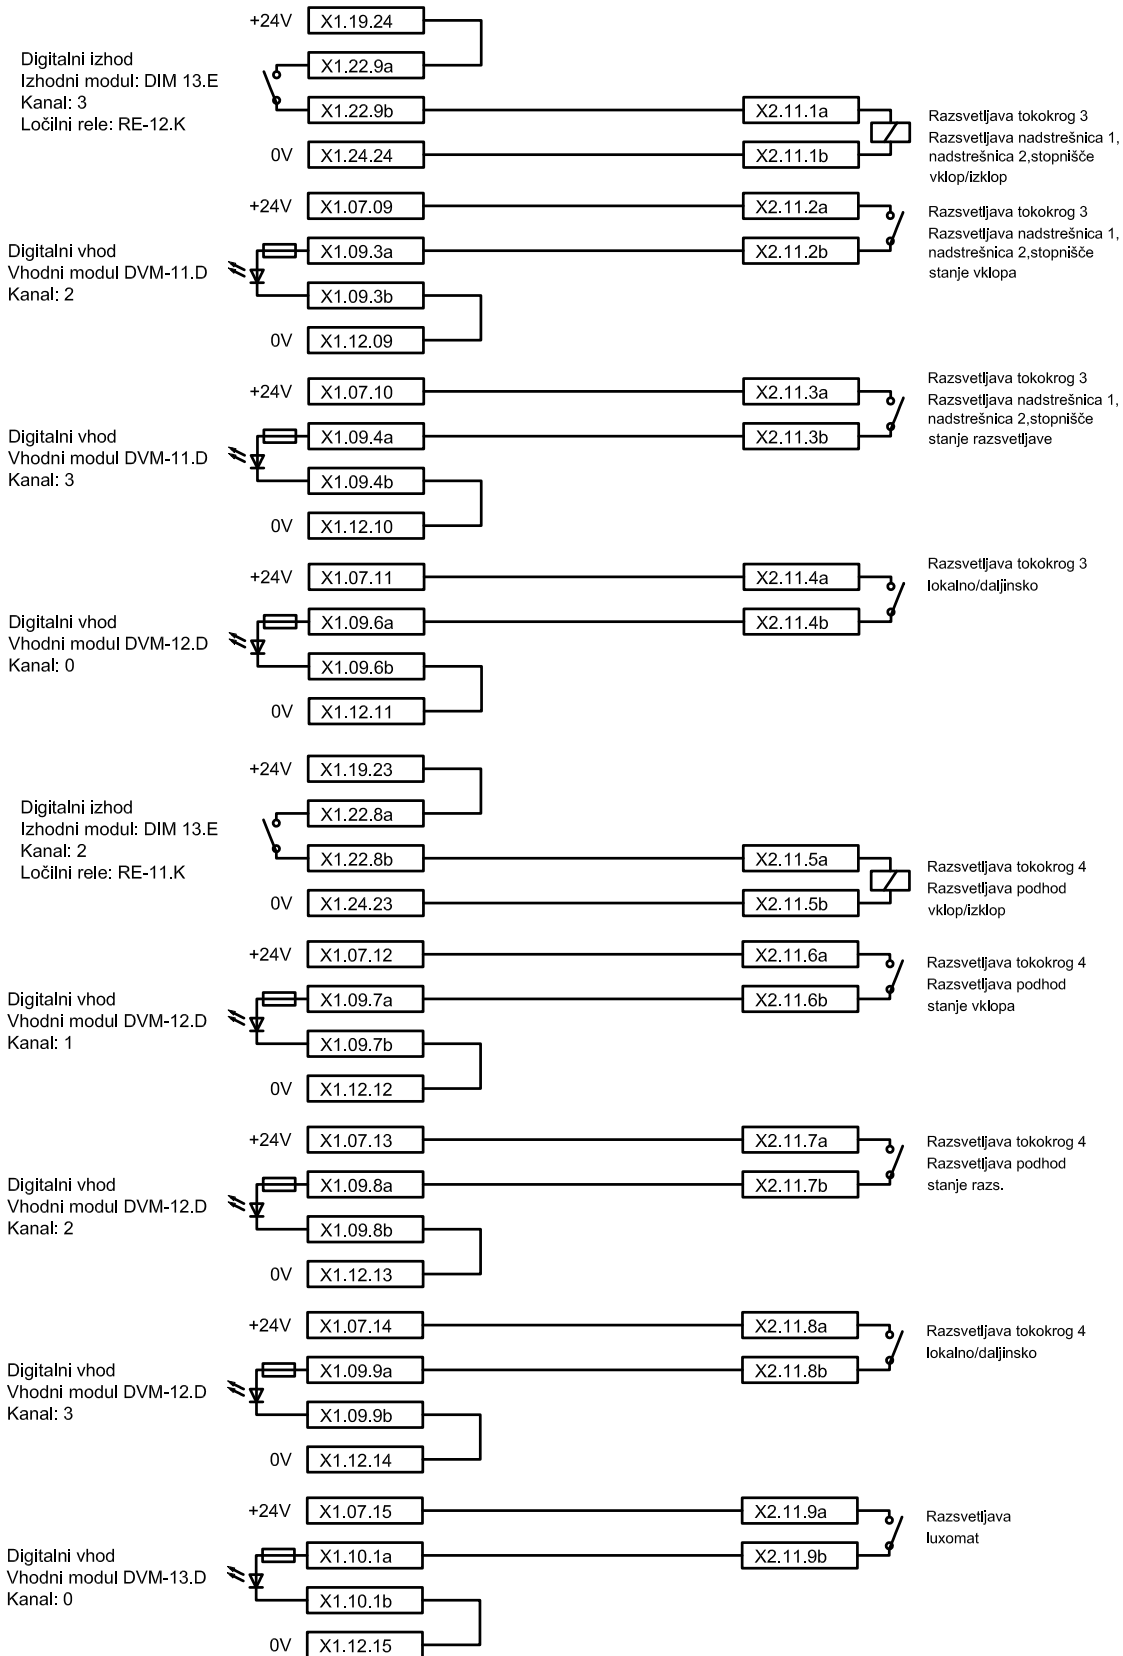 +24V X1.19.24
Digitalni izhod
Izhodni modul: DIM 13.E
Kanal: 3
Ločilni rele: RE-12.K
X1.22.9a
X1.22.9b X2.11.1a
0V X1.24.24 X2.11.1b
Razsvetljava tokokrog 3
Razsvetljava nadstrešnica 1,
nadstrešnica 2,stopnišče
vklop/izklop
+24V X1.07.09 X2.11.2a
Digitalni vhod
Vhodni modul DVM-11.D
Kanal: 2
X1.09.3a X2.11.2b
X1.09.3b
0V X1.12.09
Razsvetljava tokokrog 3
Razsvetljava nadstrešnica 1,
nadstrešnica 2,stopnišče
stanje vklopa
+24V X1.07.10 X2.11.3a
Digitalni vhod
Vhodni modul DVM-11.D
Kanal: 3
X1.09.4a X2.11.3b
X1.09.4b
0V X1.12.10
Razsvetljava tokokrog 3
Razsvetljava nadstrešnica 1,
nadstrešnica 2,stopnišče
stanje razsvetljave
+24V X1.07.11 X2.11.4a
Digitalni vhod
Vhodni modul DVM-12.D
Kanal: 0
X1.09.6a X2.11.4b
X1.09.6b
0V X1.12.11
Razsvetljava tokokrog 3
lokalno/daljinsko
+24V X1.19.23
Digitalni izhod
Izhodni modul: DIM 13.E
Kanal: 2
Ločilni rele: RE-11.K
X1.22.8a
X1.22.8b X2.11.5a
0V X1.24.23 X2.11.5b
Razsvetljava tokokrog 4
Razsvetljava podhod
vklop/izklop
+24V X1.07.12 X2.11.6a
Digitalni vhod
Vhodni modul DVM-12.D
Kanal: 1
X1.09.7a X2.11.6b
X1.09.7b
0V X1.12.12
Razsvetljava tokokrog 4
Razsvetljava podhod
stanje vklopa
+24V X1.07.13 X2.11.7a
Digitalni vhod
Vhodni modul DVM-12.D
Kanal: 2
X1.09.8a X2.11.7b
X1.09.8b
0V X1.12.13
Razsvetljava tokokrog 4
Razsvetljava podhod
stanje razs.
+24V X1.07.14 X2.11.8a
Digitalni vhod
Vhodni modul DVM-12.D
Kanal: 3
X1.09.9a X2.11.8b
X1.09.9b
0V X1.12.14
Razsvetljava tokokrog 4
lokalno/daljinsko
+24V X1.07.15 X2.11.9a
Digitalni vhod
Vhodni modul DVM-13.D
Kanal: 0
X1.10.1a X2.11.9b
X1.10.1b
0V X1.12.15
Razsvetljava
luxomat